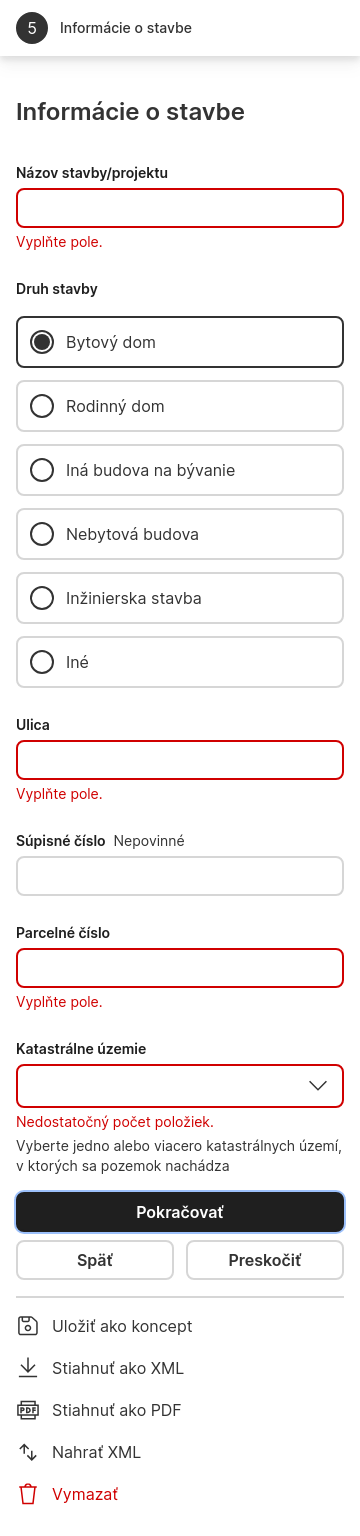 5 Informácie o stavbe
Informácie o stavbe
Názov stavby/projektu
Vyplňte pole.
Druh stavby
Bytový dom
Rodinný dom
Iná budova na bývanie
Nebytová budova
Inžinierska stavba
Iné
Ulica
Vyplňte pole.
Súpisné číslo Nepovinné
Parcelné číslo
Vyplňte pole.
Katastrálne územie
Nedostatočný počet položiek.
Vyberte jedno alebo viacero katastrálnych území,
v ktorých sa pozemok nachádza
Pokračovať
Späť Preskočiť
Uložiť ako koncept
Stiahnuť ako XML
PDF Stiahnuť ako PDF
Nahrať XML
Vymazať